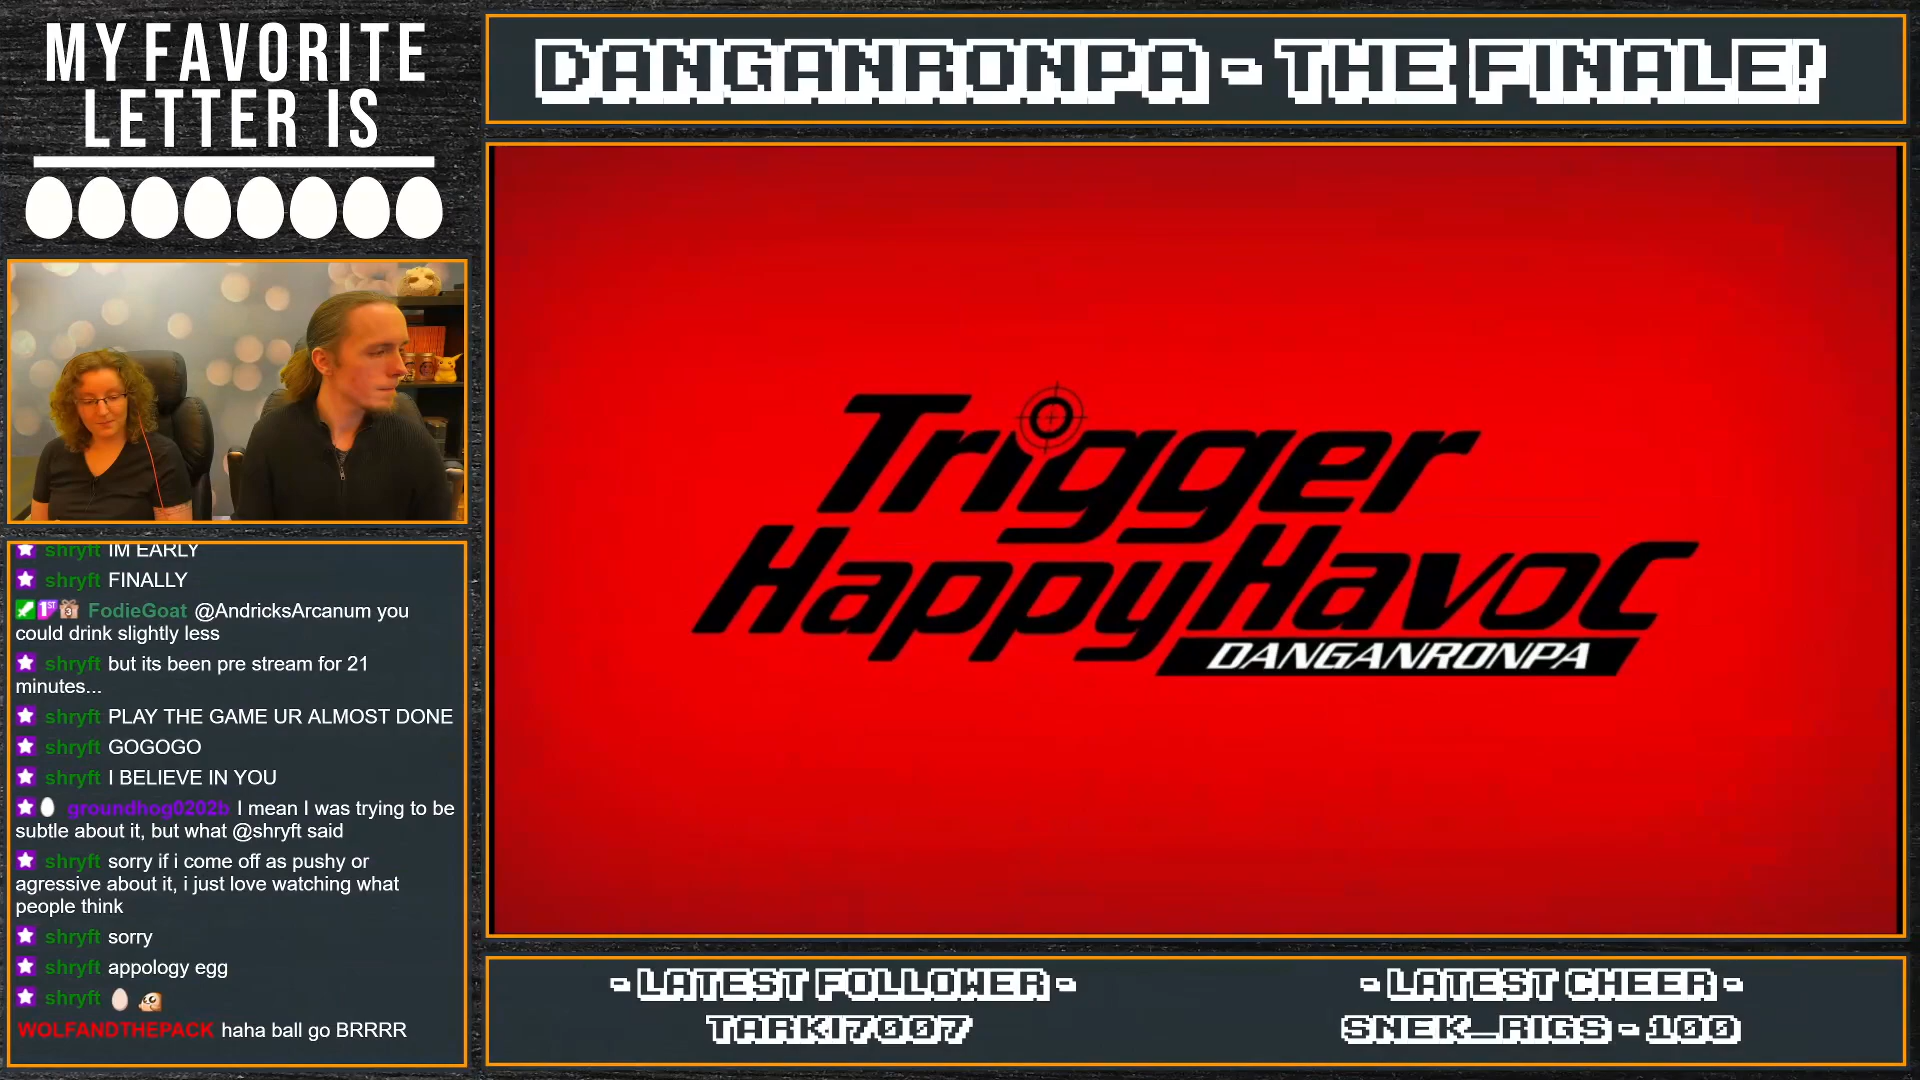 MY FAVORITE
LETTER IS
DANGANRONPA - THE FINALE!
Trigger
HappyHavoc
DANGANRONPA
shryft IM EARLY
shryft FINALLY
1ST 3 FodieGoat @AndricksArcanum you
could drink slightly less
shryft but its been pre stream for 21
minutes...
shryft PLAY THE GAME UR ALMOST DONE
shryft GOGOGO
shryft I BELIEVE IN YOU
groundhog0202b I mean I was trying to be
subtle about it, but what @shryft said
shryft sorry if i come off as pushy or
agressive about it, i just love watching what
people think
shryft sorry
shryft appology egg
shryft
WOLFANDTHEPACK haha ball go BRRRR
- LATEST FOLLOWER -
TARKI7007
- LATEST CHEER -
SNEK_RIGS - 100